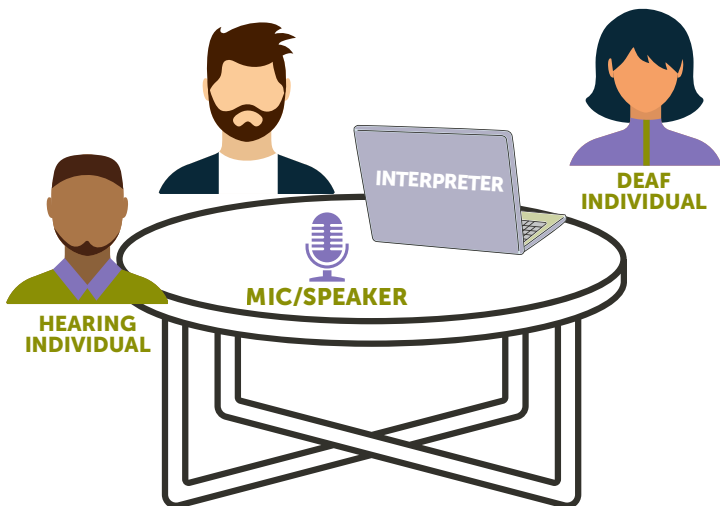 INTERPRETER
DEAF
INDIVIDUAL
MIC/SPEAKER
HEARING
INDIVIDUAL